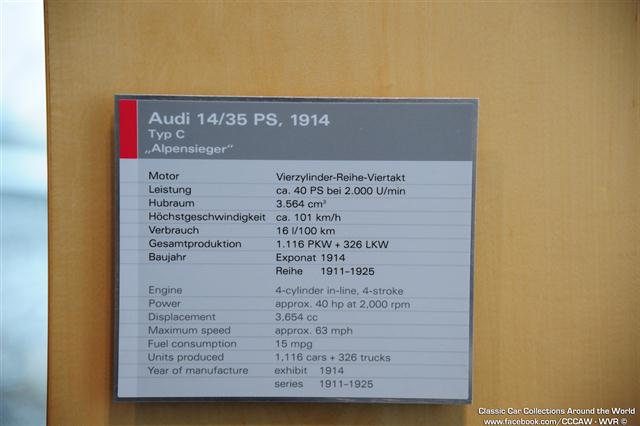 Audi 14/35 PS, 1914
Typ C
„Alpensieger“
Motor Vierzylinder-Reihe-Viertakt
Leistung ca. 40 PS bei 2.000 U/min
Hubraum 3.564 cm³
Höchstgeschwindigkeit ca. 101 km/h
Verbrauch 16 l/100 km
Gesamtproduktion 1.116 PKW + 326 LKW
Baujahr Exponat 1914
Reihe 1911–1925
Engine 4-cylinder in-line, 4-stroke
Power approx. 40 hp at 2,000 rpm
Displacement 3,654 cc
Maximum speed approx. 63 mph
Fuel consumption 15 mpg
Units produced 1,116 cars + 326 trucks
Year of manufacture exhibit 1914
series 1911–1925
Classic Car Collections Around the World
www.facebook.com/CCCAW - WVR ©